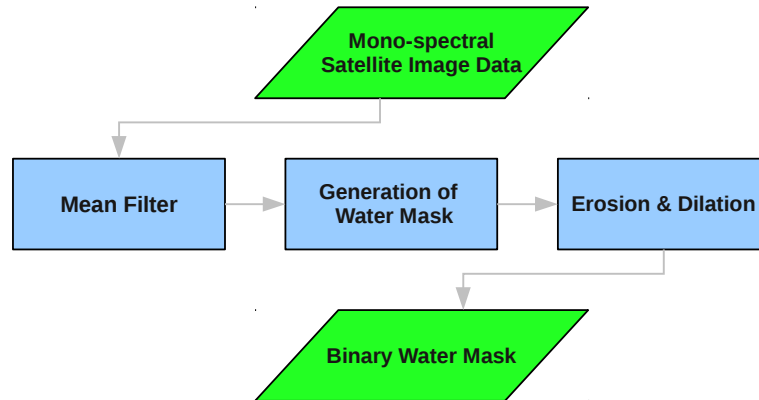 Mono-spectral
Satellite Image Data
Mean Filter
Generation of
Water Mask
Erosion & Dilation
Binary Water Mask